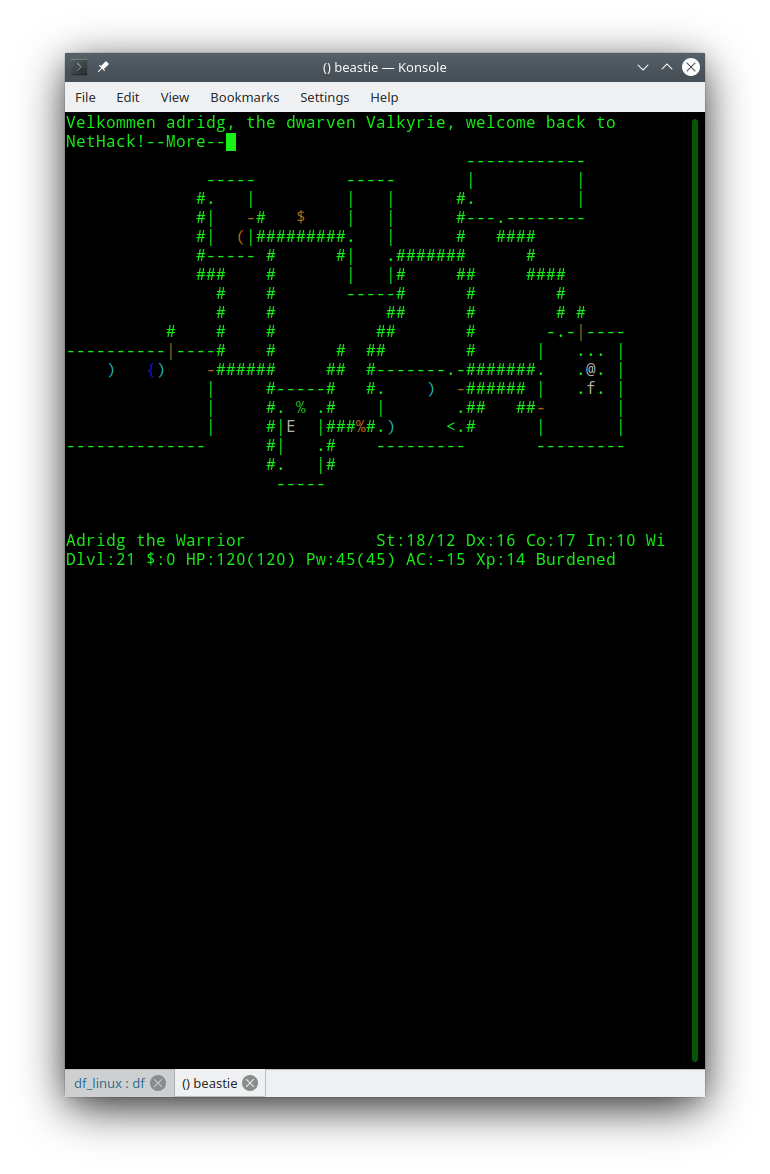 () beastie — Konsole
File Edit View Bookmarks Settings Help
Velkommen adridg, the dwarven Valkyrie, welcome back to
NetHack!--More--
                                        ------------
              -----         -----       |          |
             #.   |         |   |      #.          |
             #|   -#   $    |   |      #---.--------
             #|  (|#########.   |      #   ####
             #----- #      #|   .#######      #
             ###    #       |   |#     ##     ####
               #    #       -----#      #        #
               #    #           ##      #        # #
          #    #    #          ##       #       -.-|----
----------|----#    #      #  ##        #      |   ... |
    )   {)    -######     ##  #-------.-#######.   .@. |
              |     #-----#   #.    )  -###### |   .f. |
              |     #. % .#    |       .##   ##-       |
              |     #|E  |###%#.)     <.#      |       |
--------------      #|   .#    ---------       ---------
                    #.   |#
                     -----
Adridg the Warrior             St:18/12 Dx:16 Co:17 In:10 Wi
Dlvl:21 $:0 HP:120(120) Pw:45(45) AC:-15 Xp:14 Burdened
df_linux : df () beastie